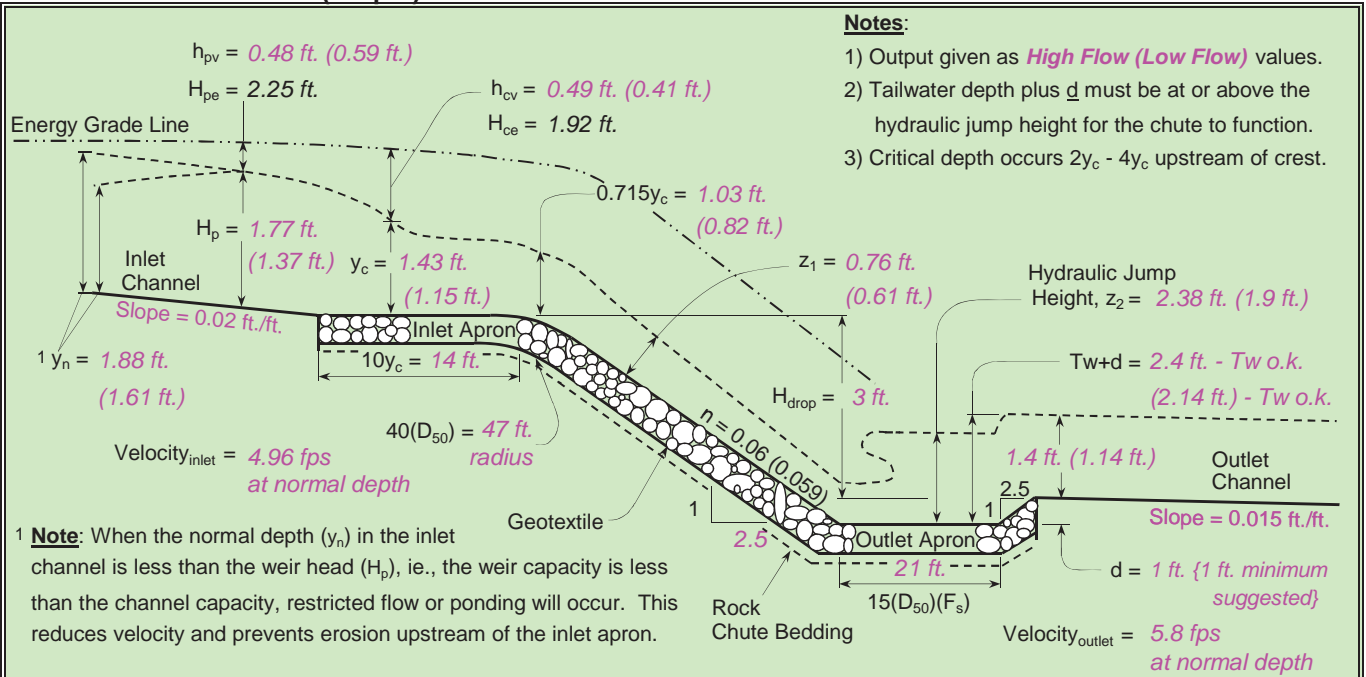 Notes:
1) Output given as High Flow (Low Flow) values.
2) Tailwater depth plus d must be at or above the
hydraulic jump height for the chute to function.
3) Critical depth occurs 2yc - 4yc upstream of crest.
hpv = 0.48 ft. (0.59 ft.)
Hpe = 2.25 ft.
Energy Grade Line
hcv = 0.49 ft. (0.41 ft.)
Hce = 1.92 ft.
0.715yc = 1.03 ft.
(0.82 ft.)
Hp = 1.77 ft.
(1.37 ft.)
yc = 1.43 ft.
(1.15 ft.)
Inlet
Channel
Slope = 0.02 ft./ft.
z1 = 0.76 ft.
(0.61 ft.)
Hydraulic Jump
Height, z2 = 2.38 ft. (1.9 ft.)
Inlet Apron
1 yn = 1.88 ft.
(1.61 ft.)
10yc = 14 ft.
Hdrop = 3 ft.
Tw+d = 2.4 ft. - Tw o.k.
(2.14 ft.) - Tw o.k.
40(D50) = 47 ft.
radius
n = 0.06 (0.059)
Velocityinlet = 4.96 fps
at normal depth
1.4 ft. (1.14 ft.)
Outlet
Channel
2.5
1
Slope = 0.015 ft./ft.
1
2.5
Geotextile
Outlet Apron
21 ft.
15(D50)(Fs)
d = 1 ft. {1 ft. minimum
suggested}
Rock
Chute Bedding
Velocityoutlet = 5.8 fps
at normal depth
1 Note: When the normal depth (yn) in the inlet
channel is less than the weir head (Hp), ie., the weir capacity is less
than the channel capacity, restricted flow or ponding will occur. This
reduces velocity and prevents erosion upstream of the inlet apron.